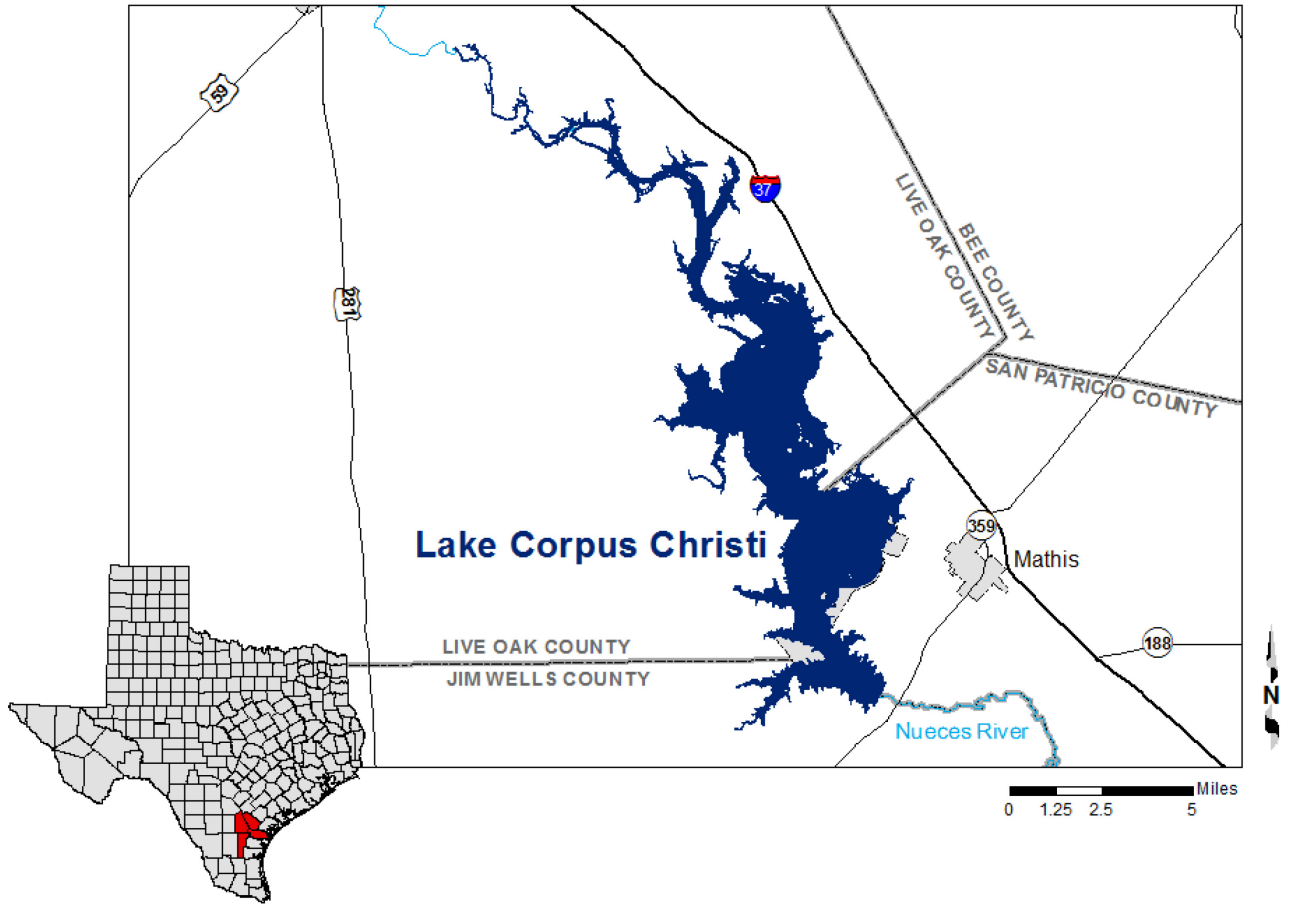 59
37
281
LIVE OAK COUNTY
BEE COUNTY
SAN PATRICIO COUNTY
Lake Corpus Christi
359
Mathis
LIVE OAK COUNTY
JIM WELLS COUNTY
188
N
Nueces River
Miles
0 1.25 2.5 5